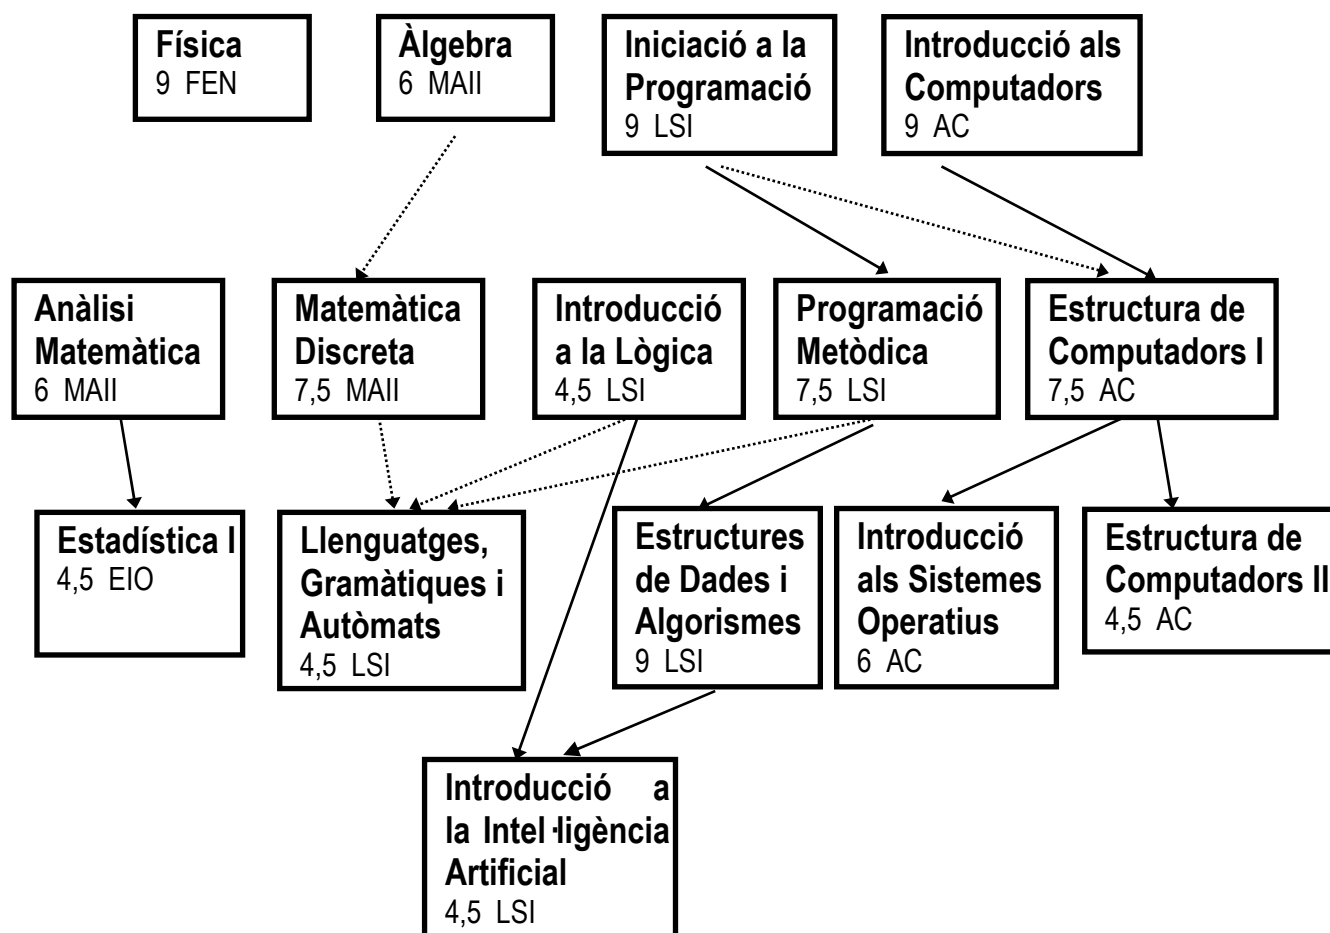 Física
9 FEN
Àlgebra
6 MAII
Iniciació a la
Programació
9 LSI
Introducció als
Computadors
9 AC
Anàlisi
Matemàtica
6 MAII
Matemàtica
Discreta
7,5 MAII
Introducció
a la Lògica
4,5 LSI
Programació
Metòdica
7,5 LSI
Estructura de
Computadors I
7,5 AC
Estadística I
4,5 EIO
Llenguatges,
Gramàtiques i
Autòmats
4,5 LSI
Estructures
de Dades i
Algorismes
9 LSI
Introducció
als Sistemes
Operatius
6 AC
Estructura de
Computadors II
4,5 AC
Introducció a
la Intel·ligència
Artificial
4,5 LSI